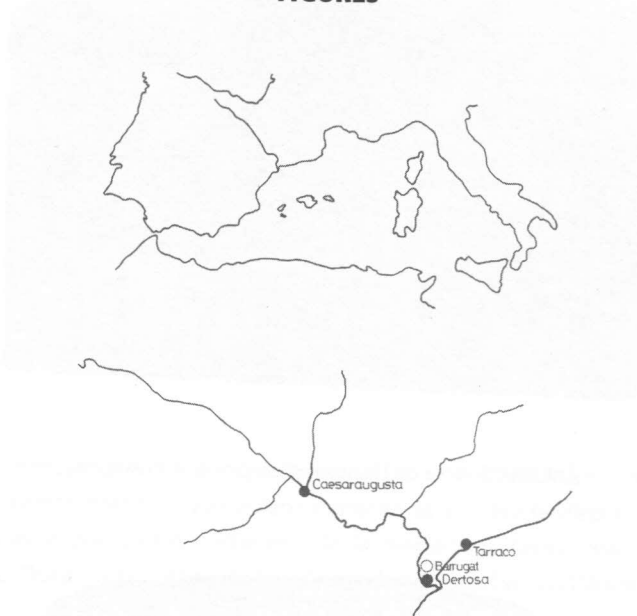 FIGURES
Caesaraugusta
Tarraco
Barrugat
Dertosa